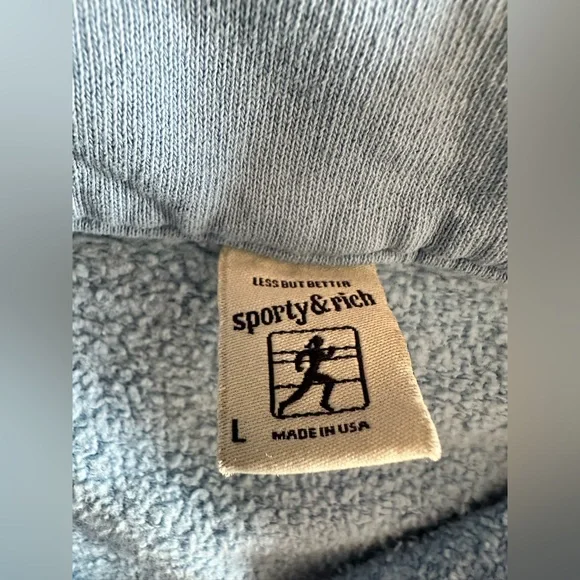 LESS BUT BETTER
sporty & rich
L
MADE IN USA